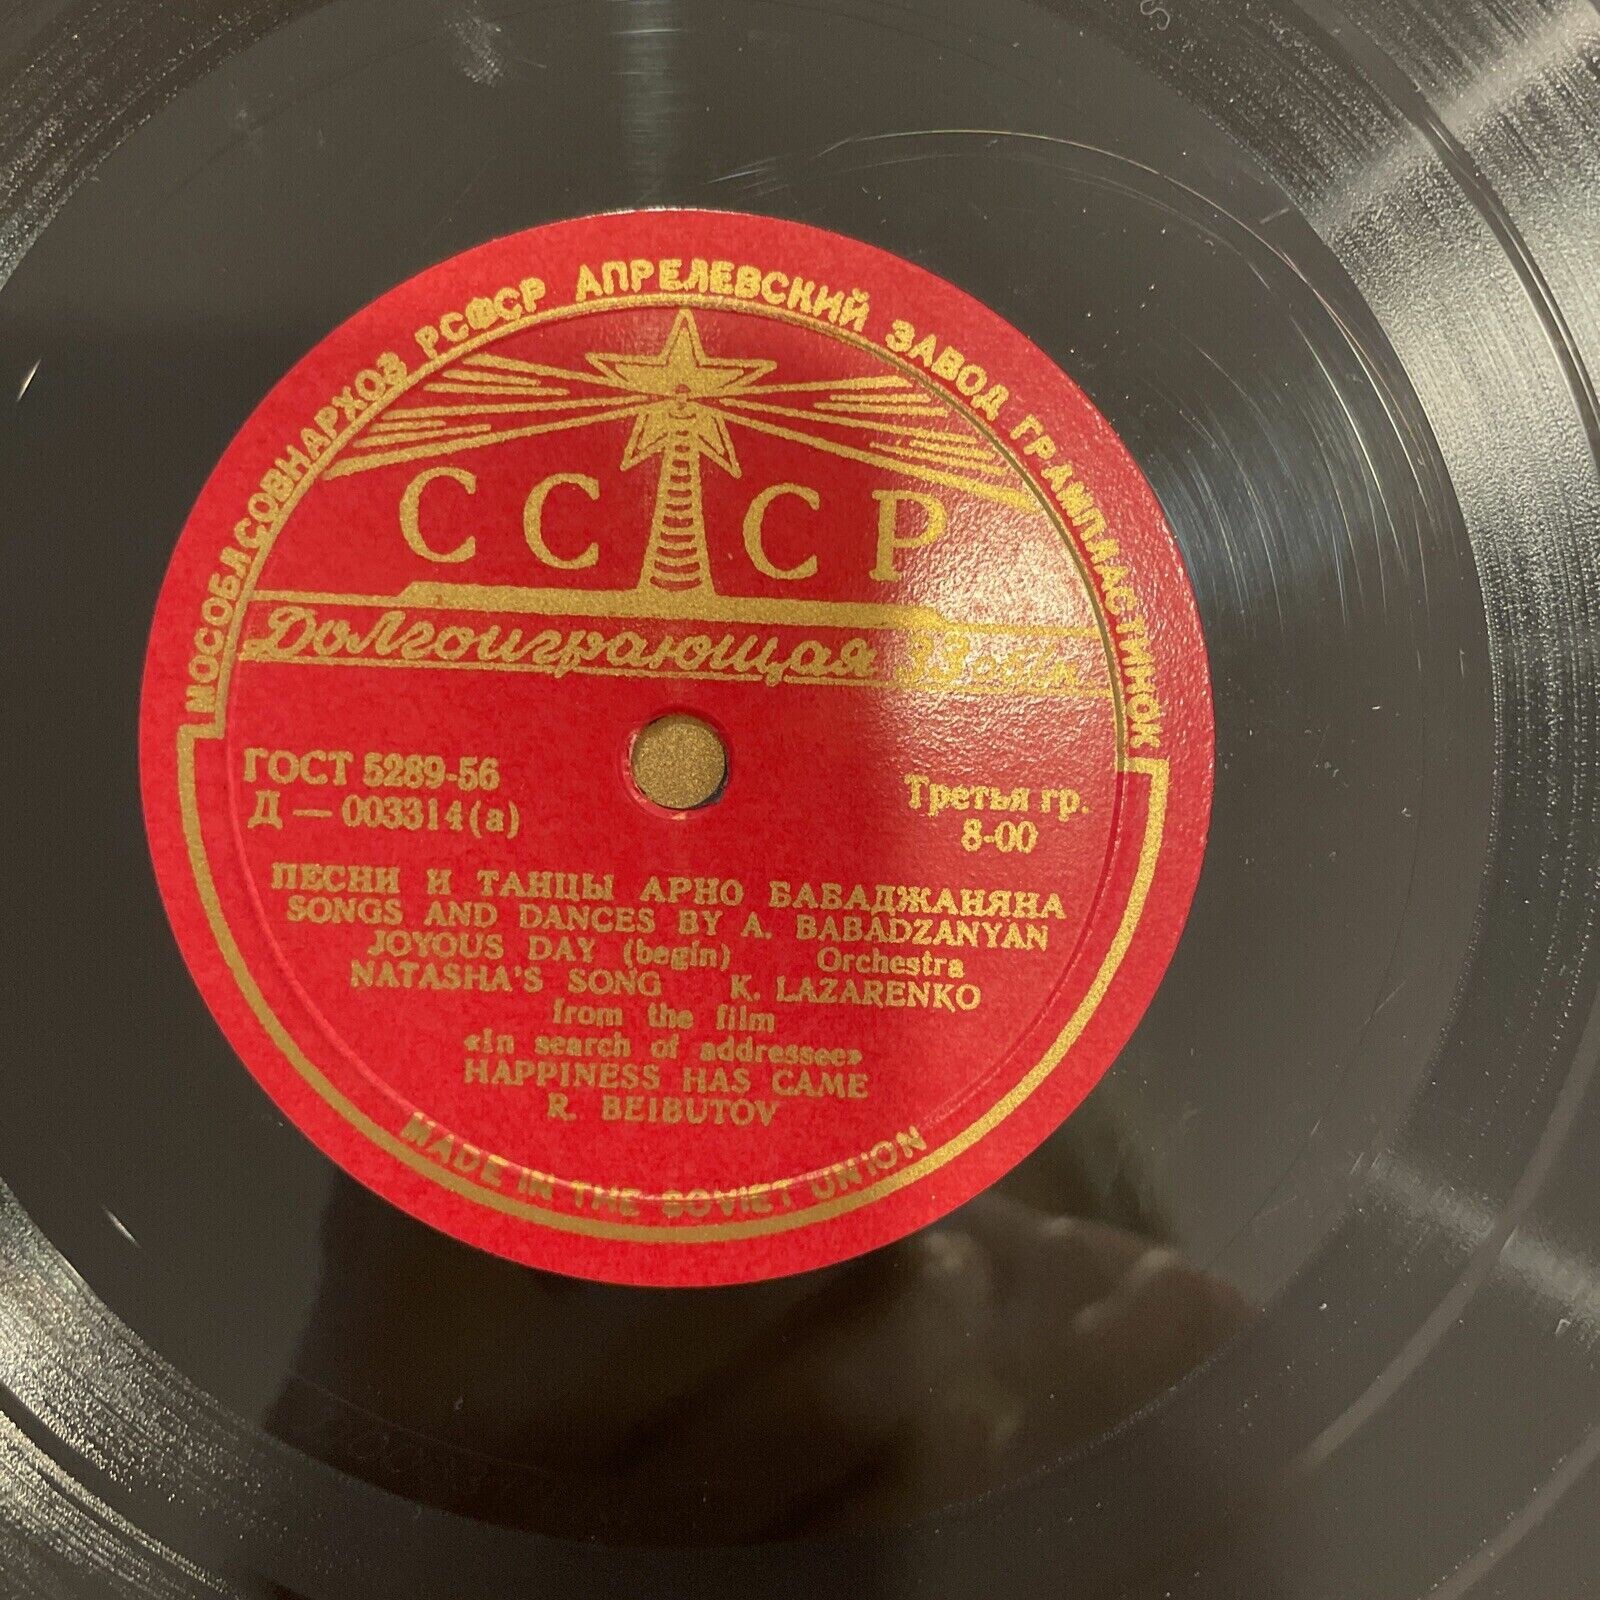 МОСОБЛСОВНАРХОЗ РСФСР АПРЕЛЕВСКИЙ ЗАВОД ГРАМПЛАСТИНОК
СССР
Долгоиграющая 33 об/м
ГОСТ 5289-56
Д — 003314(а)
Третья гр.
8-00
ПЕСНИ И ТАНЦЫ АРНО БАБАДЖАНЯНА
SONGS AND DANCES BY A. BABADZANYAN
JOYOUS DAY (begin) Orchestra
NATASHA'S SONG K. LAZARENKO
from the film
«In search of addressee»
HAPPINESS HAS CAME
R. BEIBUTOV
MADE IN THE SOVIET UNION